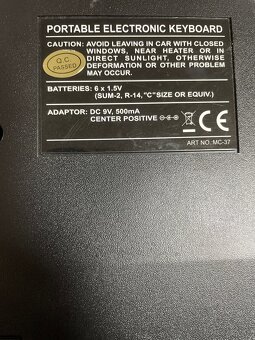 PORTABLE ELECTRONIC KEYBOARD
CAUTION: AVOID LEAVING IN CAR WITH CLOSED
WINDOWS, NEAR HEATER OR IN
DIRECT SUNLIGHT, OTHERWISE
DEFORMATION OR OTHER PROBLEM
MAY OCCUR.
Q.C
PASSED
BATTERIES: 6 x 1.5V
(SUM-2, R-14, "C" SIZE OR EQUIV.)
ADAPTOR: DC 9V, 500mA
CENTER POSITIVE
CE
ART NO.:MC-37